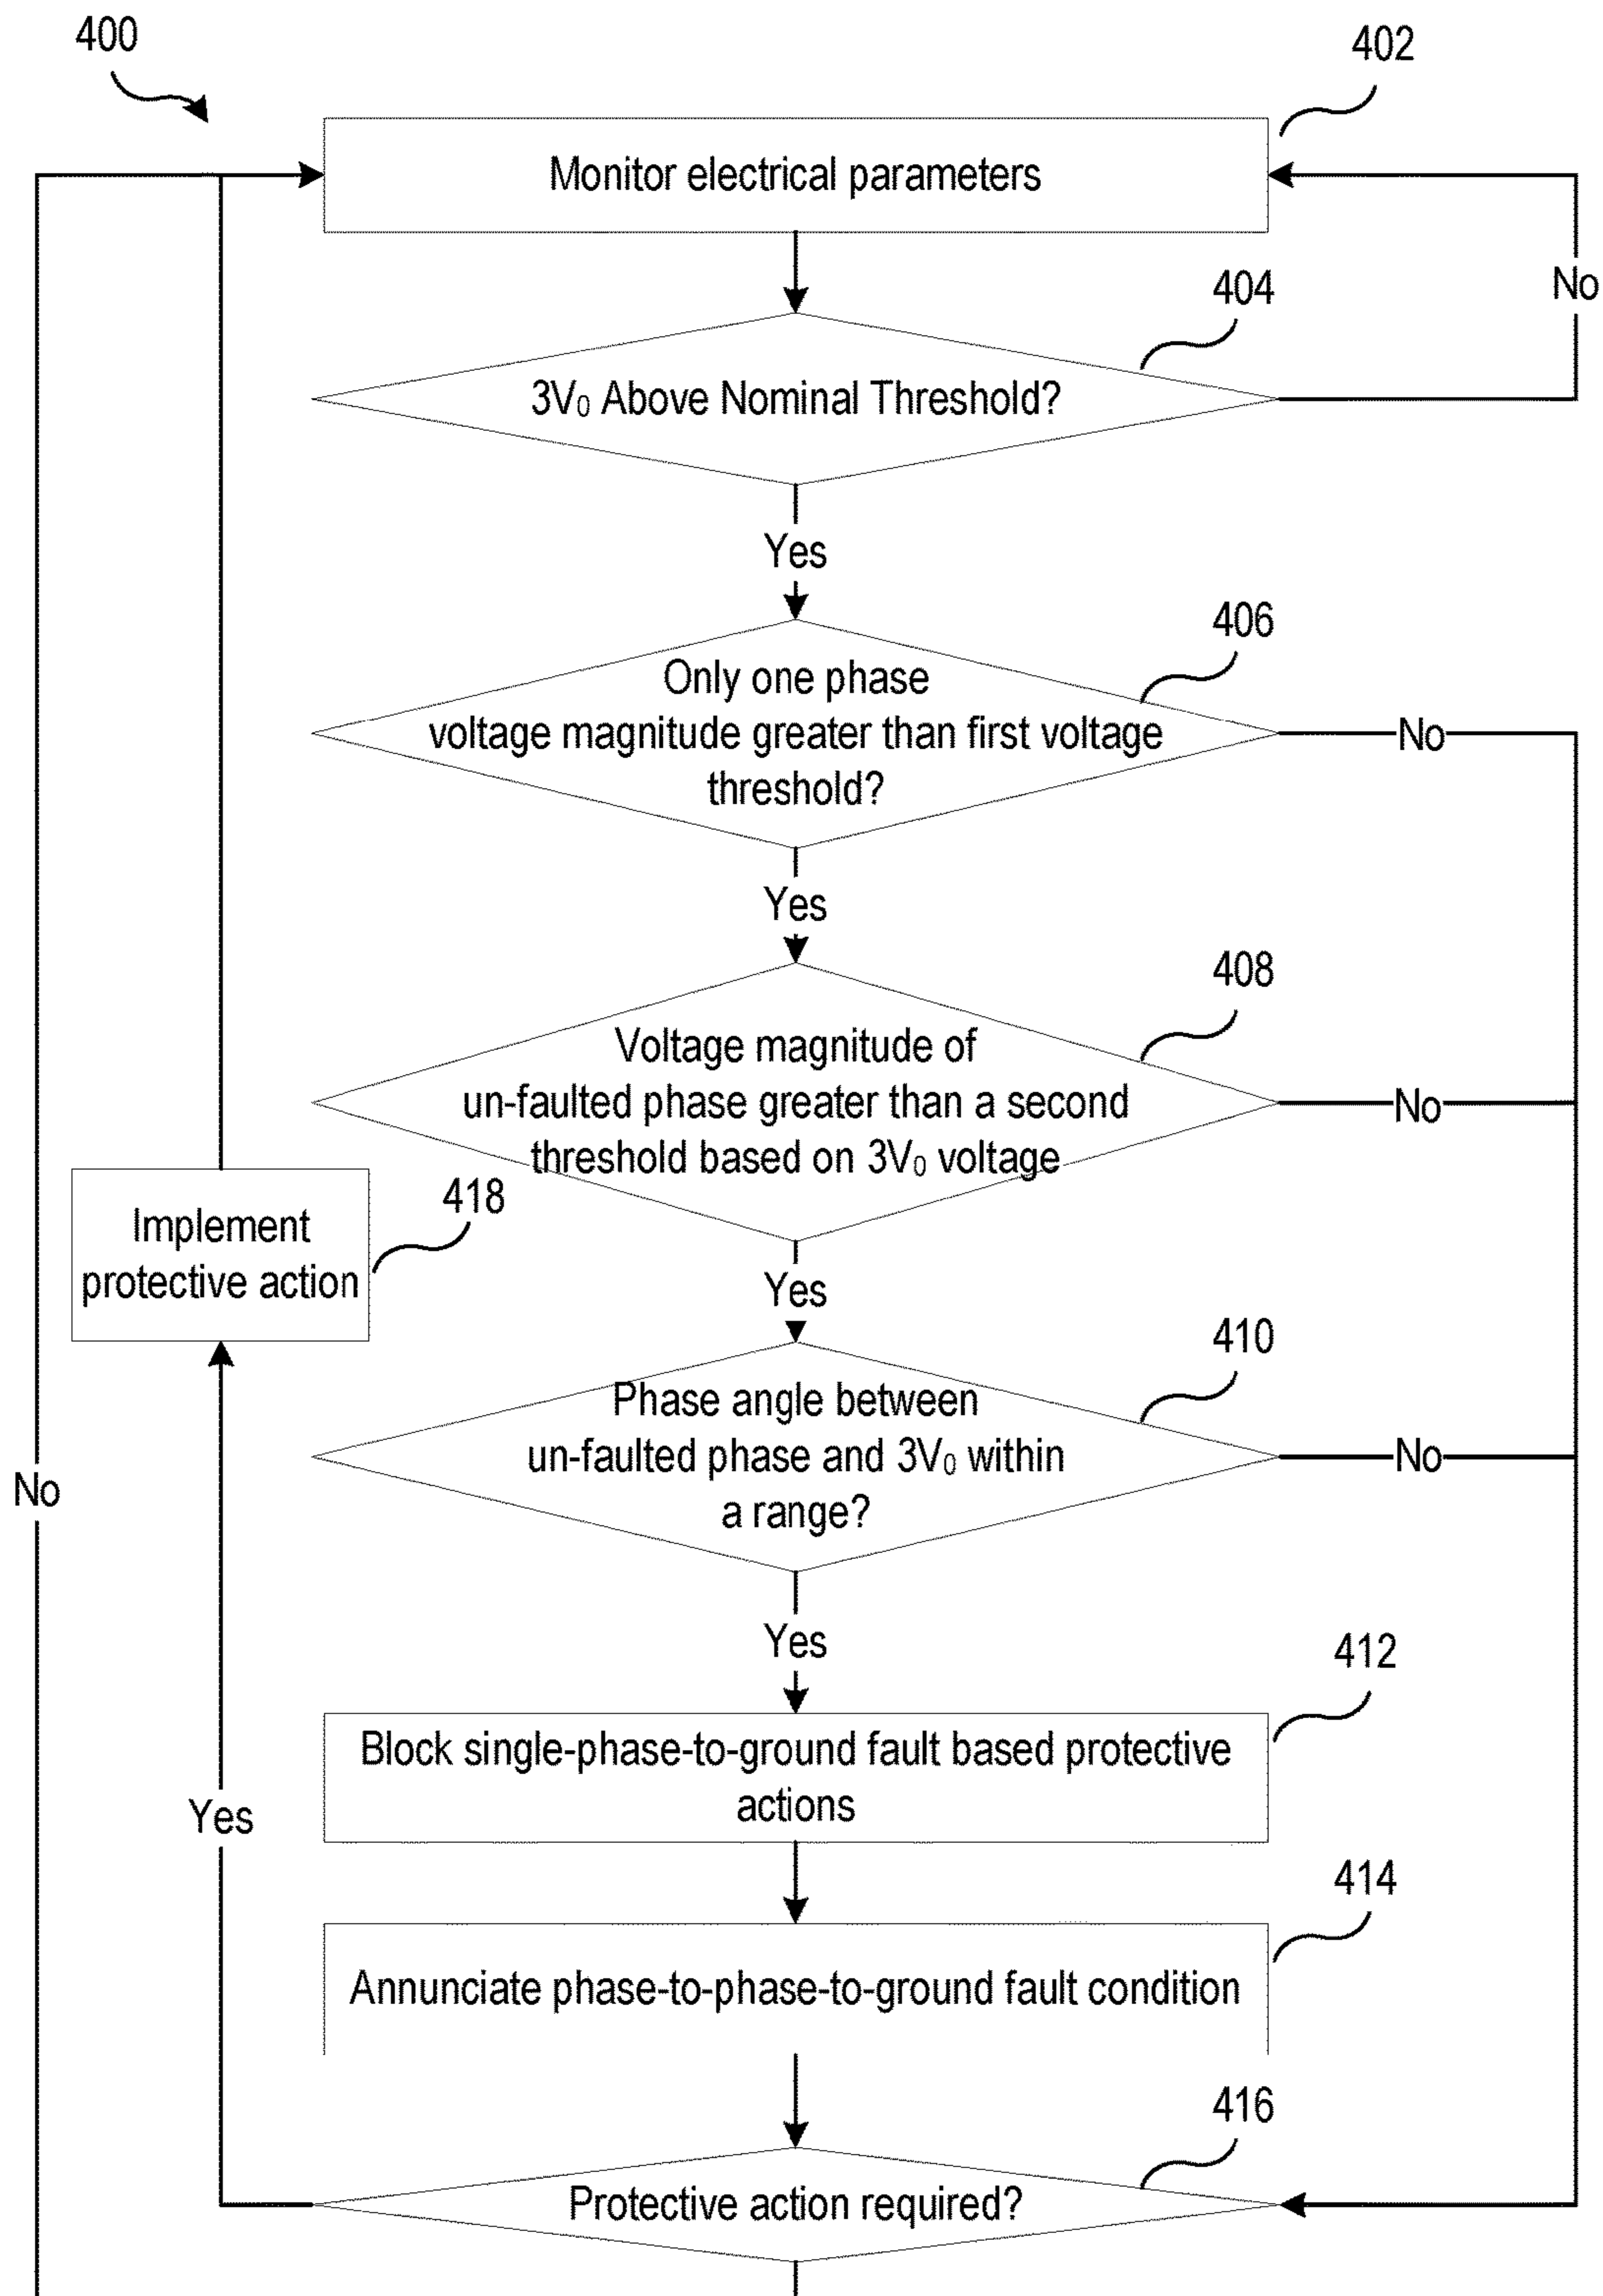 400
402
Monitor electrical parameters
No
404
3V₀ Above Nominal Threshold?
Yes
406
Only one phase
voltage magnitude greater than first voltage
threshold?
No
Yes
408
Voltage magnitude of
un-faulted phase greater than a second
threshold based on 3V₀ voltage
No
418
Implement
protective action
Yes
410
Phase angle between
un-faulted phase and 3V₀ within
a range?
No
No
Yes
412
Block single-phase-to-ground fault based protective
actions
Yes
414
Annunciate phase-to-phase-to-ground fault condition
416
Protective action required?